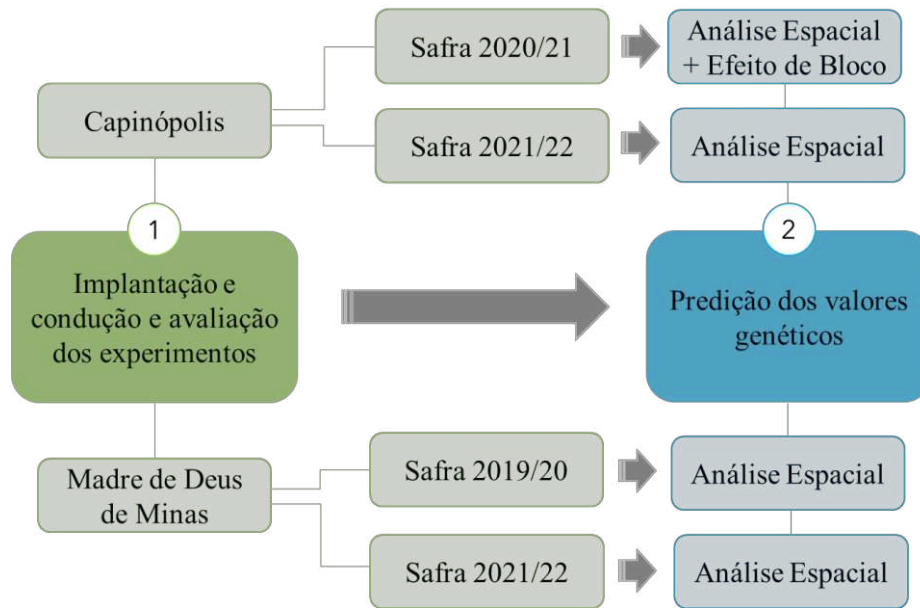 Safra 2020/21
Análise Espacial
+ Efeito de Bloco
Capinópolis
Safra 2021/22
Análise Espacial
1
Implantação e
condução e avaliação
dos experimentos
2
Predição dos valores
genéticos
Madre de Deus
de Minas
Safra 2019/20
Análise Espacial
Safra 2021/22
Análise Espacial